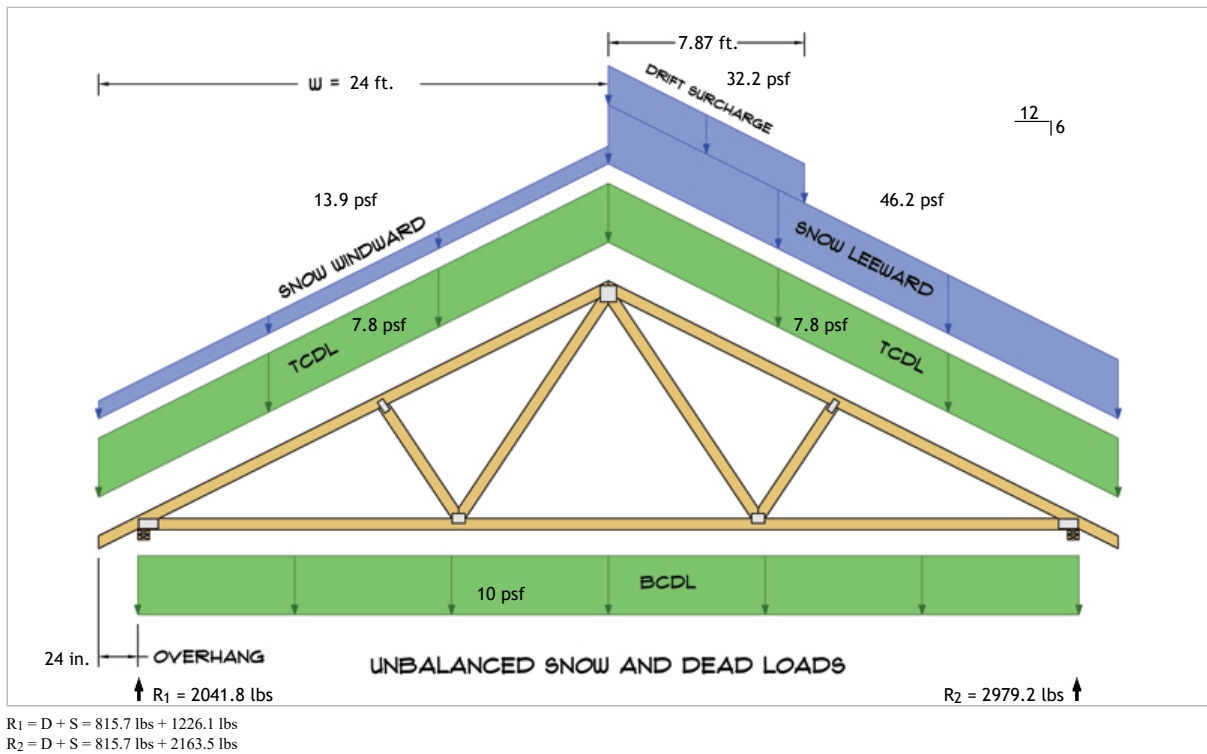 7.87 ft.
W = 24 ft.
DRIFT SURCHARGE
32.2 psf
12
6
13.9 psf
46.2 psf
SNOW WINDWARD
SNOW LEEWARD
7.8 psf
7.8 psf
TCDL
TCDL
BCDL
10 psf
24 in.
OVERHANG
UNBALANCED SNOW AND DEAD LOADS
R1 = 2041.8 lbs
R2 = 2979.2 lbs
R1 = D + S = 815.7 lbs + 1226.1 lbs
R2 = D + S = 815.7 lbs + 2163.5 lbs